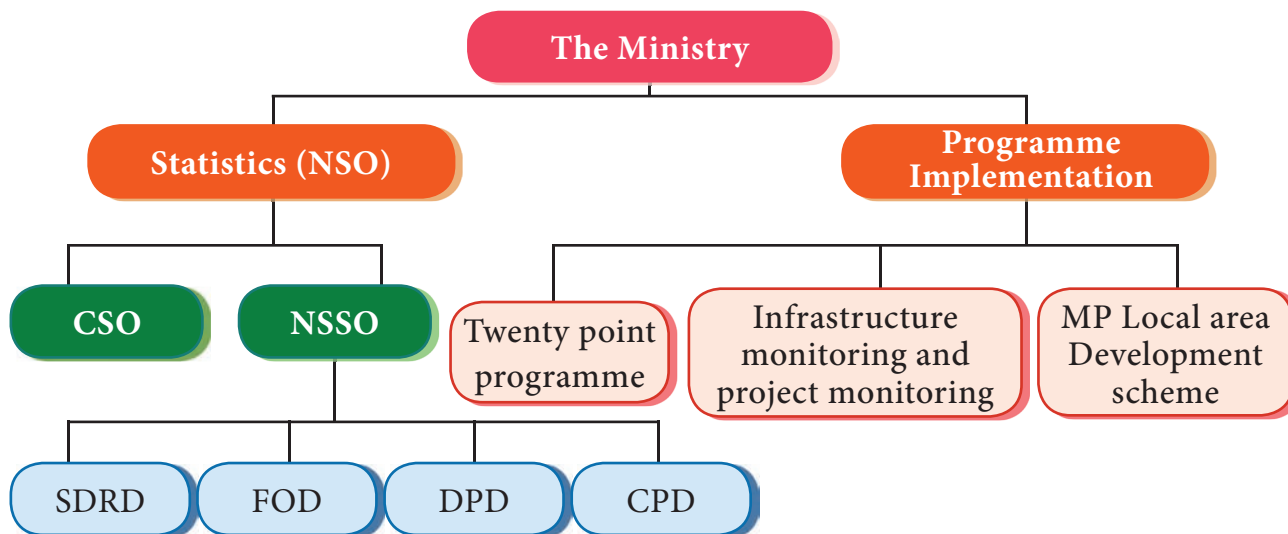 The Ministry
Statistics (NSO)
Programme
Implementation
CSO
NSSO
Twenty point
programme
Infrastructure
monitoring and
project monitoring
MP Local area
Development
scheme
SDRD
FOD
DPD
CPD